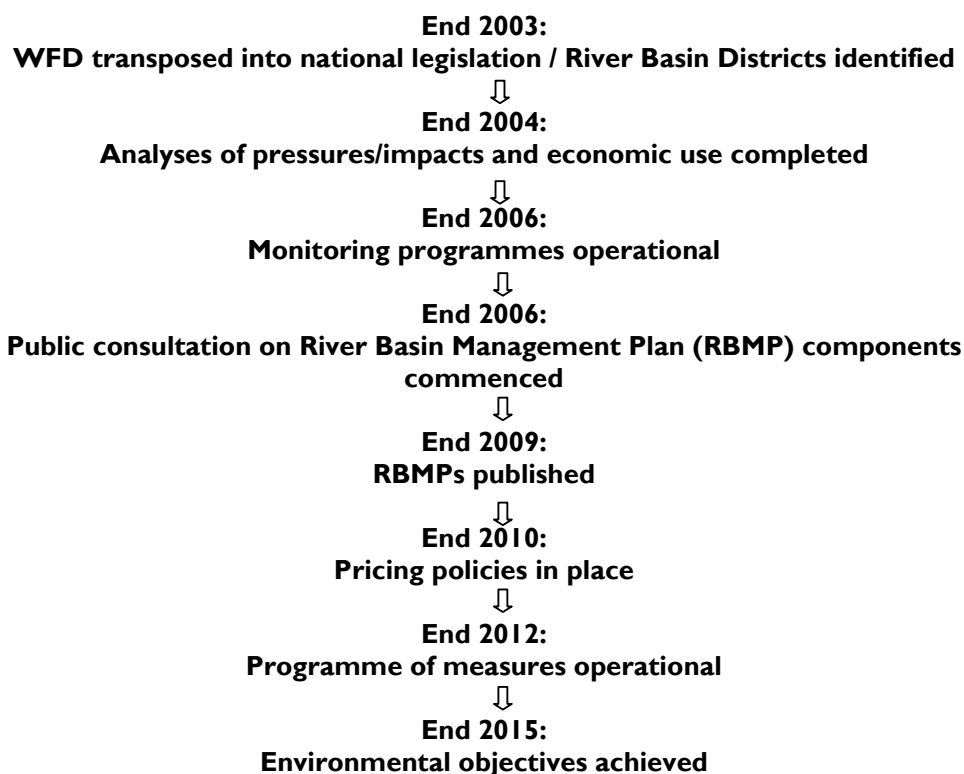 End 2003:
WFD transposed into national legislation / River Basin Districts identified
⇩
End 2004:
Analyses of pressures/impacts and economic use completed
⇩
End 2006:
Monitoring programmes operational
⇩
End 2006:
Public consultation on River Basin Management Plan (RBMP) components
commenced
⇩
End 2009:
RBMPs published
⇩
End 2010:
Pricing policies in place
⇩
End 2012:
Programme of measures operational
⇩
End 2015:
Environmental objectives achieved